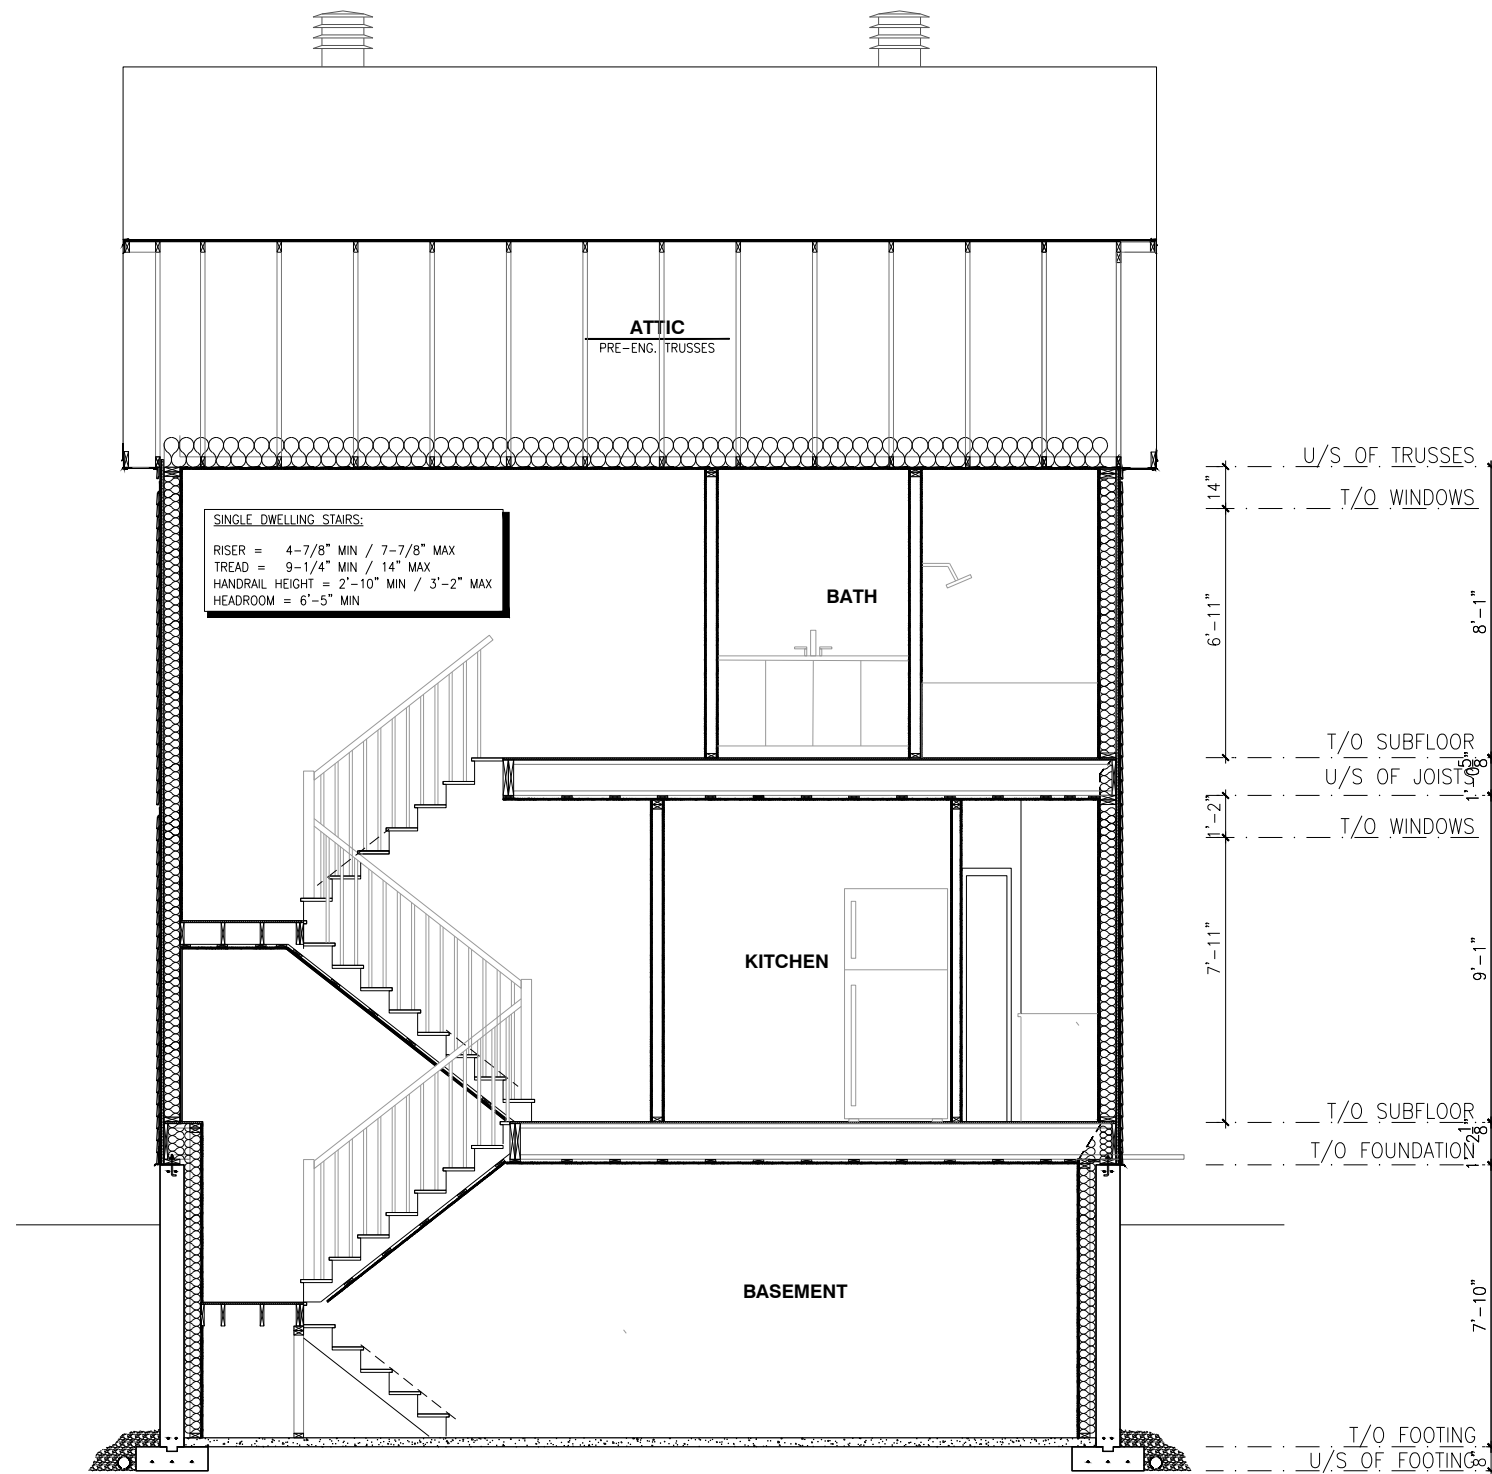 ATTIC
PRE-ENG. TRUSSES
U/S OF TRUSSES
14"
T/O WINDOWS
SINGLE DWELLING STAIRS:
RISER = 4-7/8" MIN / 7-7/8" MAX
TREAD = 9-1/4" MIN / 14" MAX
HANDRAIL HEIGHT = 2'-10" MIN / 3'-2" MAX
HEADROOM = 6'-5" MIN
BATH
6'-11"
8'-1"
T/O SUBFLOOR
U/S OF JOISTS
1'-2"
T/O WINDOWS
KITCHEN
7'-11"
9'-1"
T/O SUBFLOOR
T/O FOUNDATION
BASEMENT
7'-10"
T/O FOOTING
U/S OF FOOTING
8"